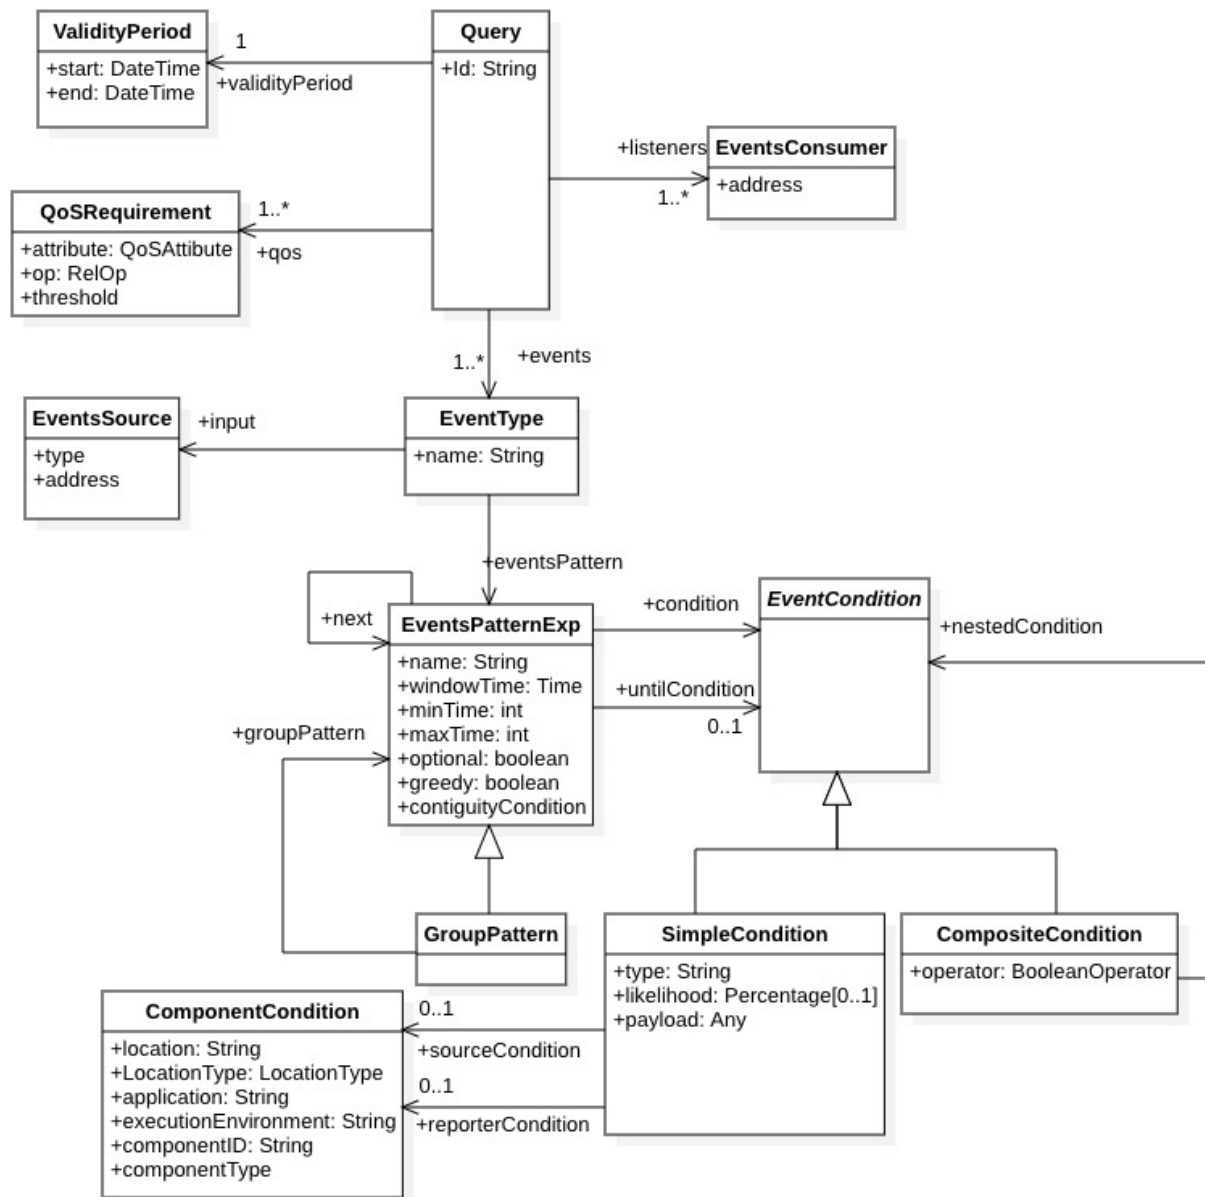 ValidityPeriod
+start: DateTime
+end: DateTime
1
+validityPeriod
Query
+Id: String
+listeners
1..*
EventsConsumer
+address
QoSRequirement
+attribute: QoSAttibute
+op: RelOp
+threshold
1..*
+qos
1..*
+events
EventsSource
+type
+address
+input
EventType
+name: String
+eventsPattern
+next
EventsPatternExp
+name: String
+windowTime: Time
+minTime: int
+maxTime: int
+optional: boolean
+greedy: boolean
+contiguityCondition
+condition
+untilCondition
0..1
EventCondition
+nestedCondition
+groupPattern
GroupPattern
SimpleCondition
+type: String
+likelihood: Percentage[0..1]
+payload: Any
CompositeCondition
+operator: BooleanOperator
ComponentCondition
+location: String
+LocationType: LocationType
+application: String
+executionEnvironment: String
+componentID: String
+componentType
0..1
+sourceCondition
0..1
+reporterCondition